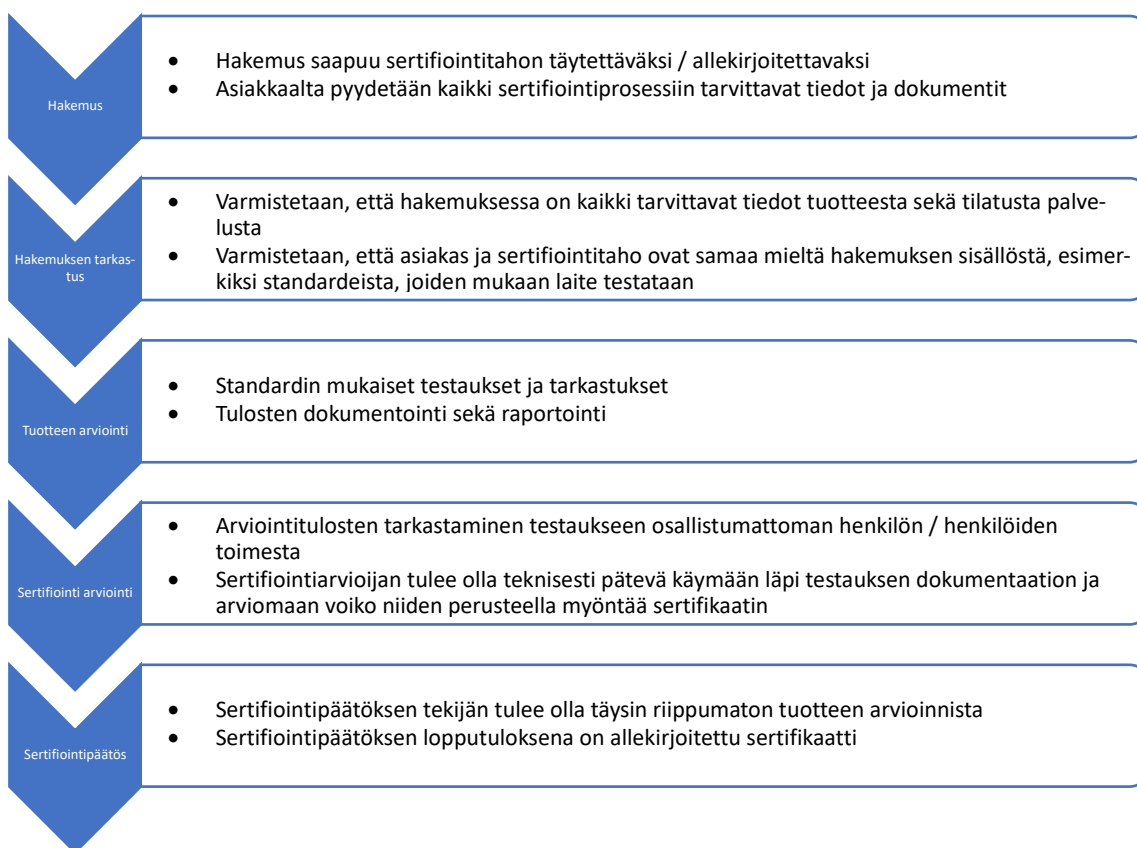 Hakemus
• Hakemus saapuu sertifiointitahon täytettäväksi / allekirjoitettavaksi
• Asiakkaalta pyydetään kaikki sertifiointiprosessiin tarvittavat tiedot ja dokumentit
Hakemuksen tarkas-
tus
• Varmistetaan, että hakemuksessa on kaikki tarvittavat tiedot tuotteesta sekä tilatusta palve-
lusta
• Varmistetaan, että asiakas ja sertifiointitaho ovat samaa mieltä hakemuksen sisällöstä, esimer-
kiksi standardeista, joiden mukaan laite testataan
Tuotteen arviointi
• Standardin mukaiset testaukset ja tarkastukset
• Tulosten dokumentointi sekä raportointi
Sertifiointi arviointi
• Arviointitulosten tarkastaminen testaukseen osallistumattoman henkilön / henkilöiden
toimesta
• Sertifiointiarvioijan tulee olla teknisesti pätevä käymään läpi testauksen dokumentaation ja
arviomaan voiko niiden perusteella myöntää sertifikaatin
Sertifiointipäätös
• Sertifiointipäätöksen tekijän tulee olla täysin riippumaton tuotteen arvioinnista
• Sertifiointipäätöksen lopputuloksena on allekirjoitettu sertifikaatti